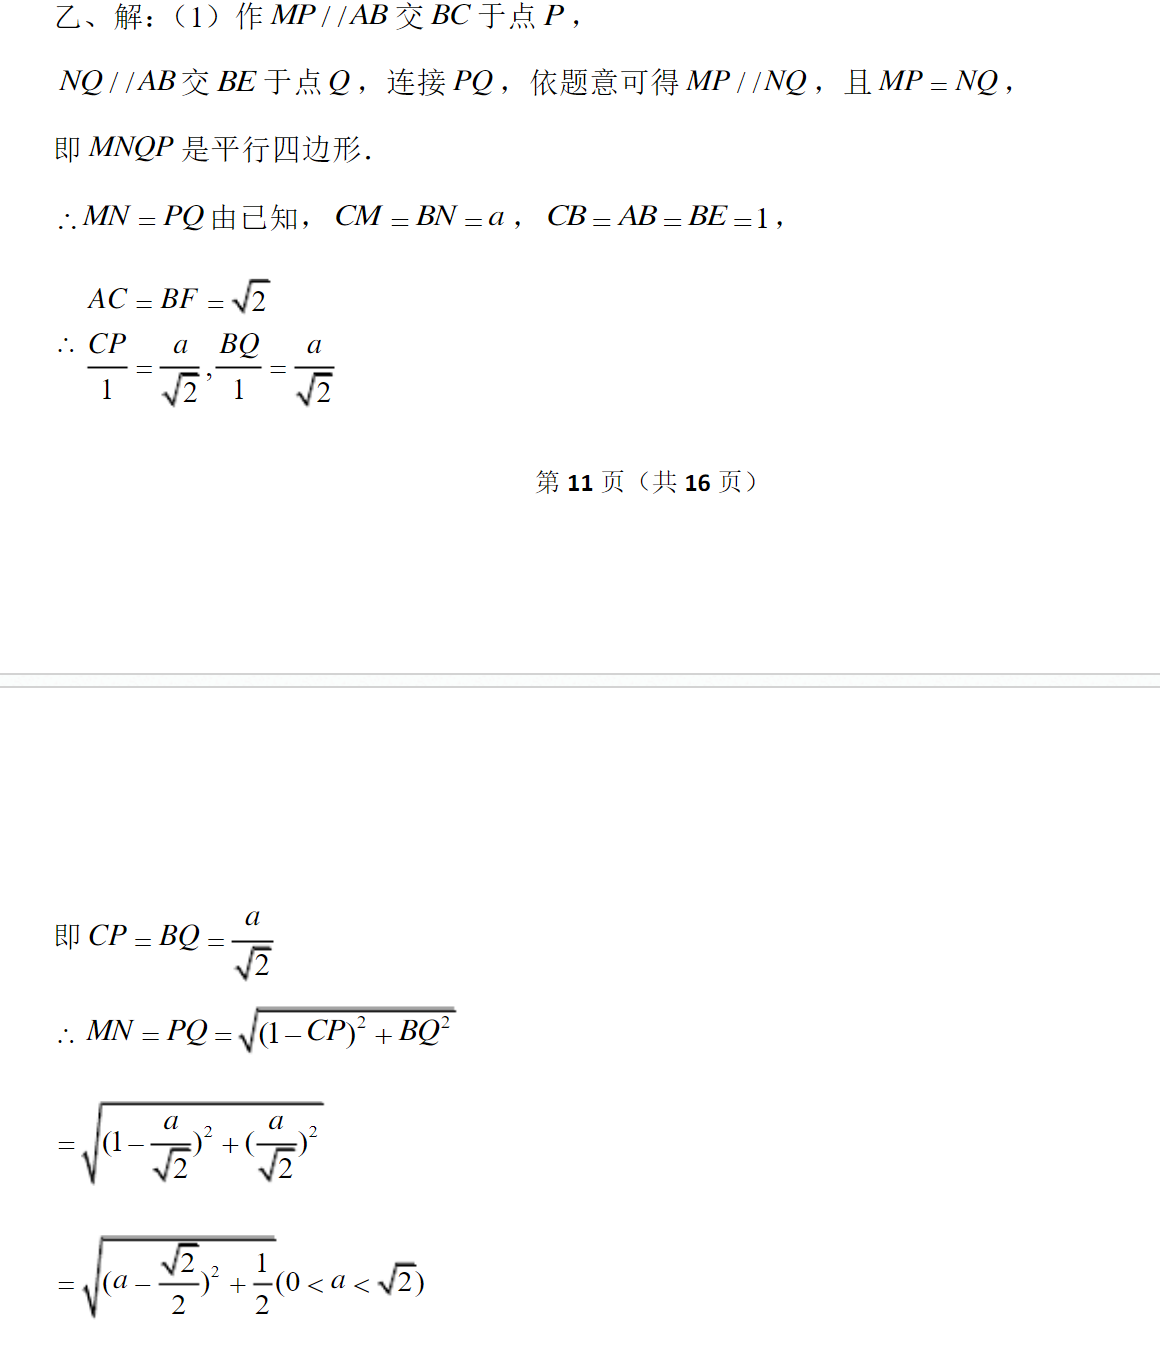 乙、解：（1）作 MP//AB 交 BC 于点 P，
NQ//AB 交 BE 于点 Q，连接 PQ，依题意可得 MP//NQ，且 MP = NQ，
即 MNQP 是平行四边形．
∴MN = PQ 由已知， CM = BN = a， CB = AB = BE = 1，
AC = BF = √2
∴ CP/1 = a/√2, BQ/1 = a/√2
第 11 页（共 16 页）
即 CP = BQ = a/√2
∴ MN = PQ = √((1−CP)² + BQ²)
= √((1−a/√2)² + (a/√2)²)
= √((a−√2/2)² + 1/2) (0 < a < √2)